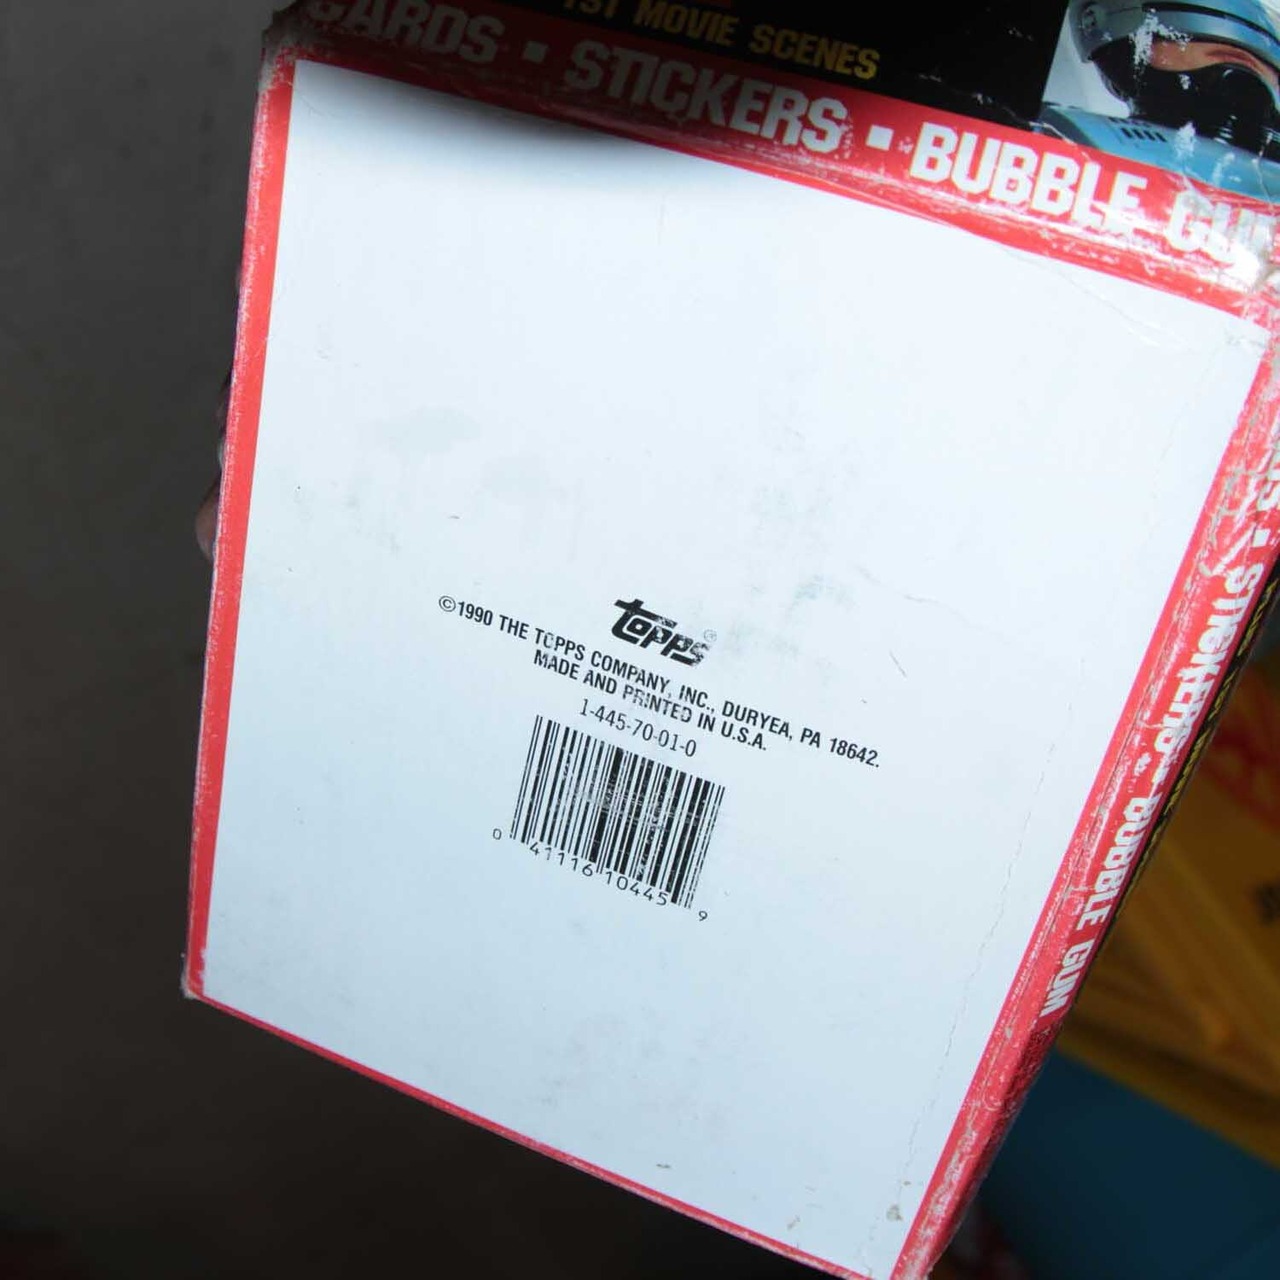 1ST MOVIE SCENES
CARDS ▪ STICKERS ▪ BUBBLE GUM
topps®
©1990 THE TOPPS COMPANY, INC., DURYEA, PA 18642.
MADE AND PRINTED IN U.S.A.
1-445-70-01-0
0 41116 10445 9
▪ STICKERS ▪ BUBBLE GUM